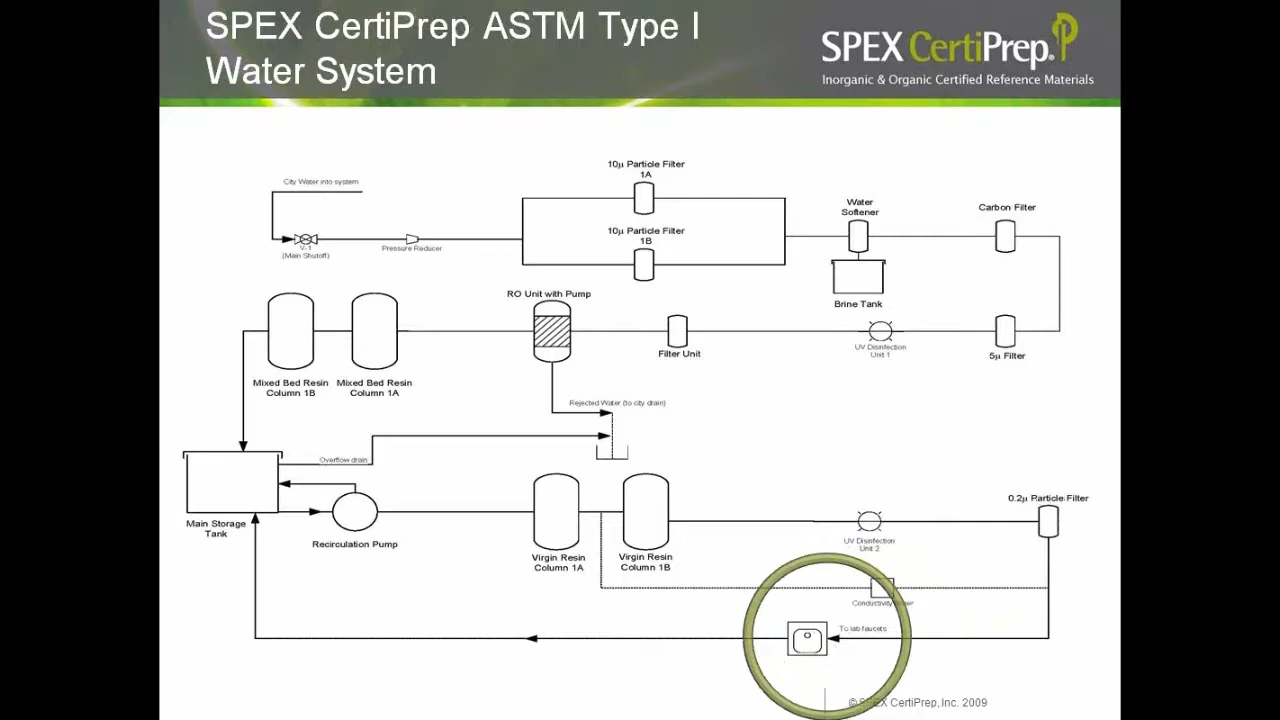 SPEX CertiPrep ASTM Type I
Water System
SPEX CertiPrep.
Inorganic & Organic Certified Reference Materials
10µ Particle Filter
1A
City Water into system
Water
Softener
Carbon Filter
10µ Particle Filter
1B
V-1
(Main Shutoff)
Pressure Reducer
Brine Tank
RO Unit with Pump
UV Disinfection
Unit 1
Filter Unit
5µ Filter
Mixed Bed Resin
Column 1B
Mixed Bed Resin
Column 1A
Rejected Water (to city drain)
Overflow drain
0.2µ Particle Filter
Main Storage
Tank
Recirculation Pump
UV Disinfection
Unit 2
Virgin Resin
Column 1A
Virgin Resin
Column 1B
Conductivity
To lab faucets
© SPEX CertiPrep, Inc. 2009